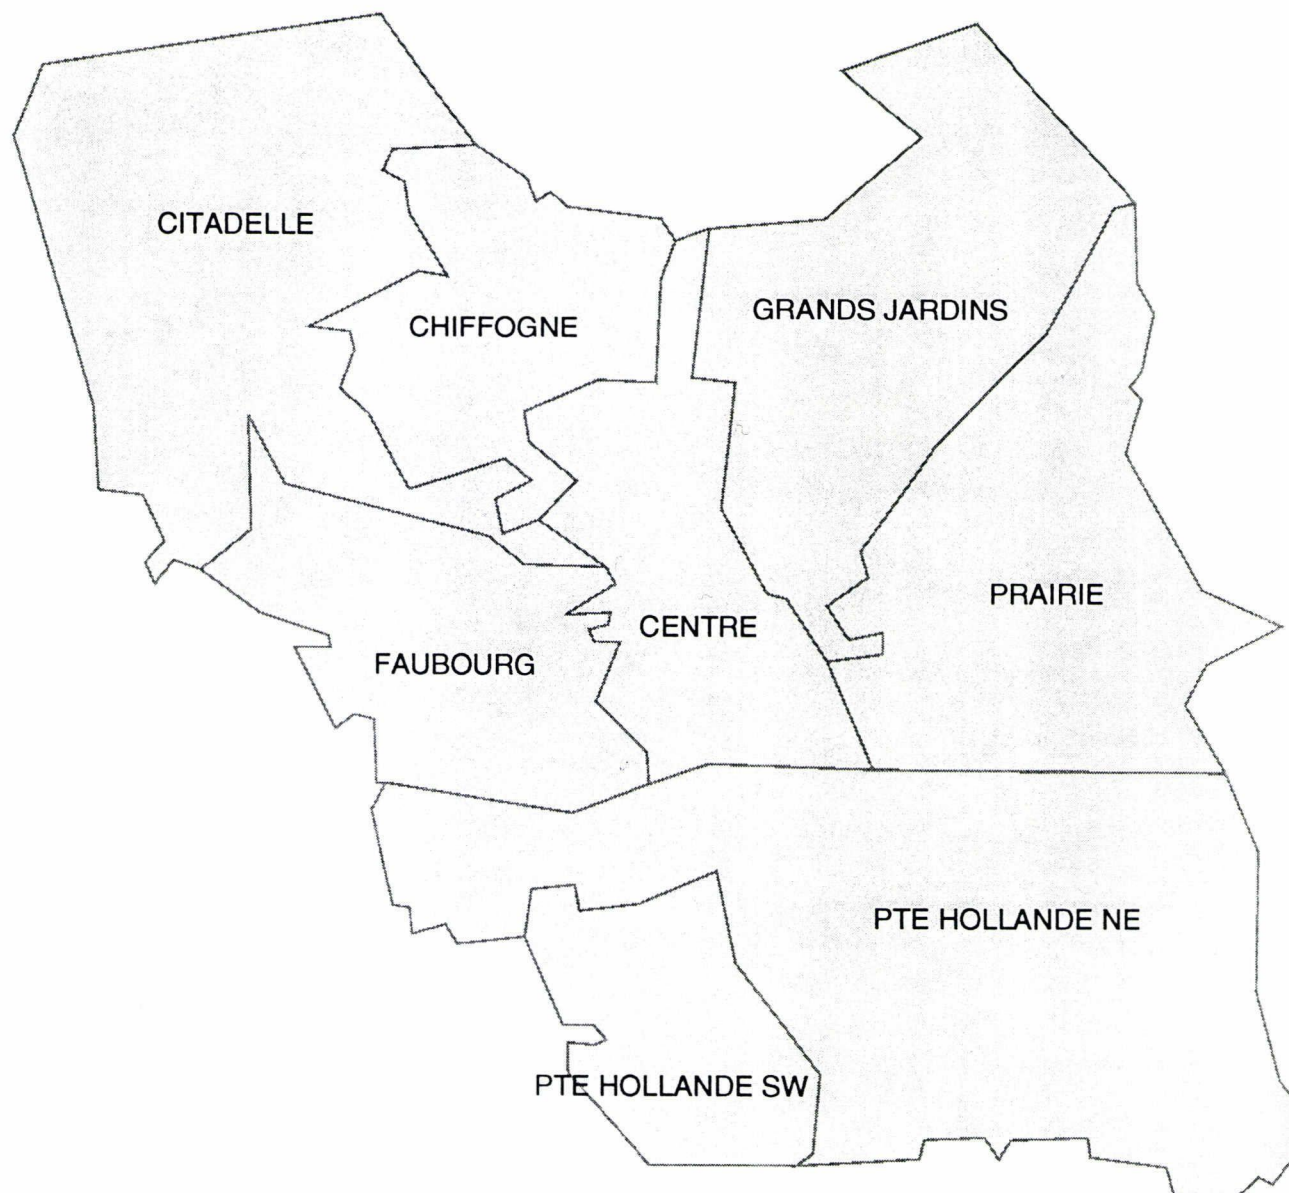 CITADELLE
CHIFFOGNE
GRANDS JARDINS
PRAIRIE
CENTRE
FAUBOURG
PTE HOLLANDE NE
PTE HOLLANDE SW